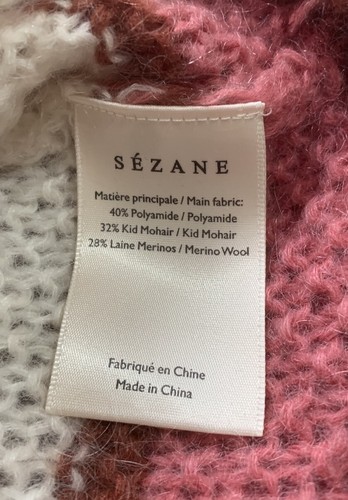 SÉZANE
Matière principale / Main fabric:
40% Polyamide / Polyamide
32% Kid Mohair / Kid Mohair
28% Laine Merinos / Merino Wool
Fabriqué en Chine
Made in China